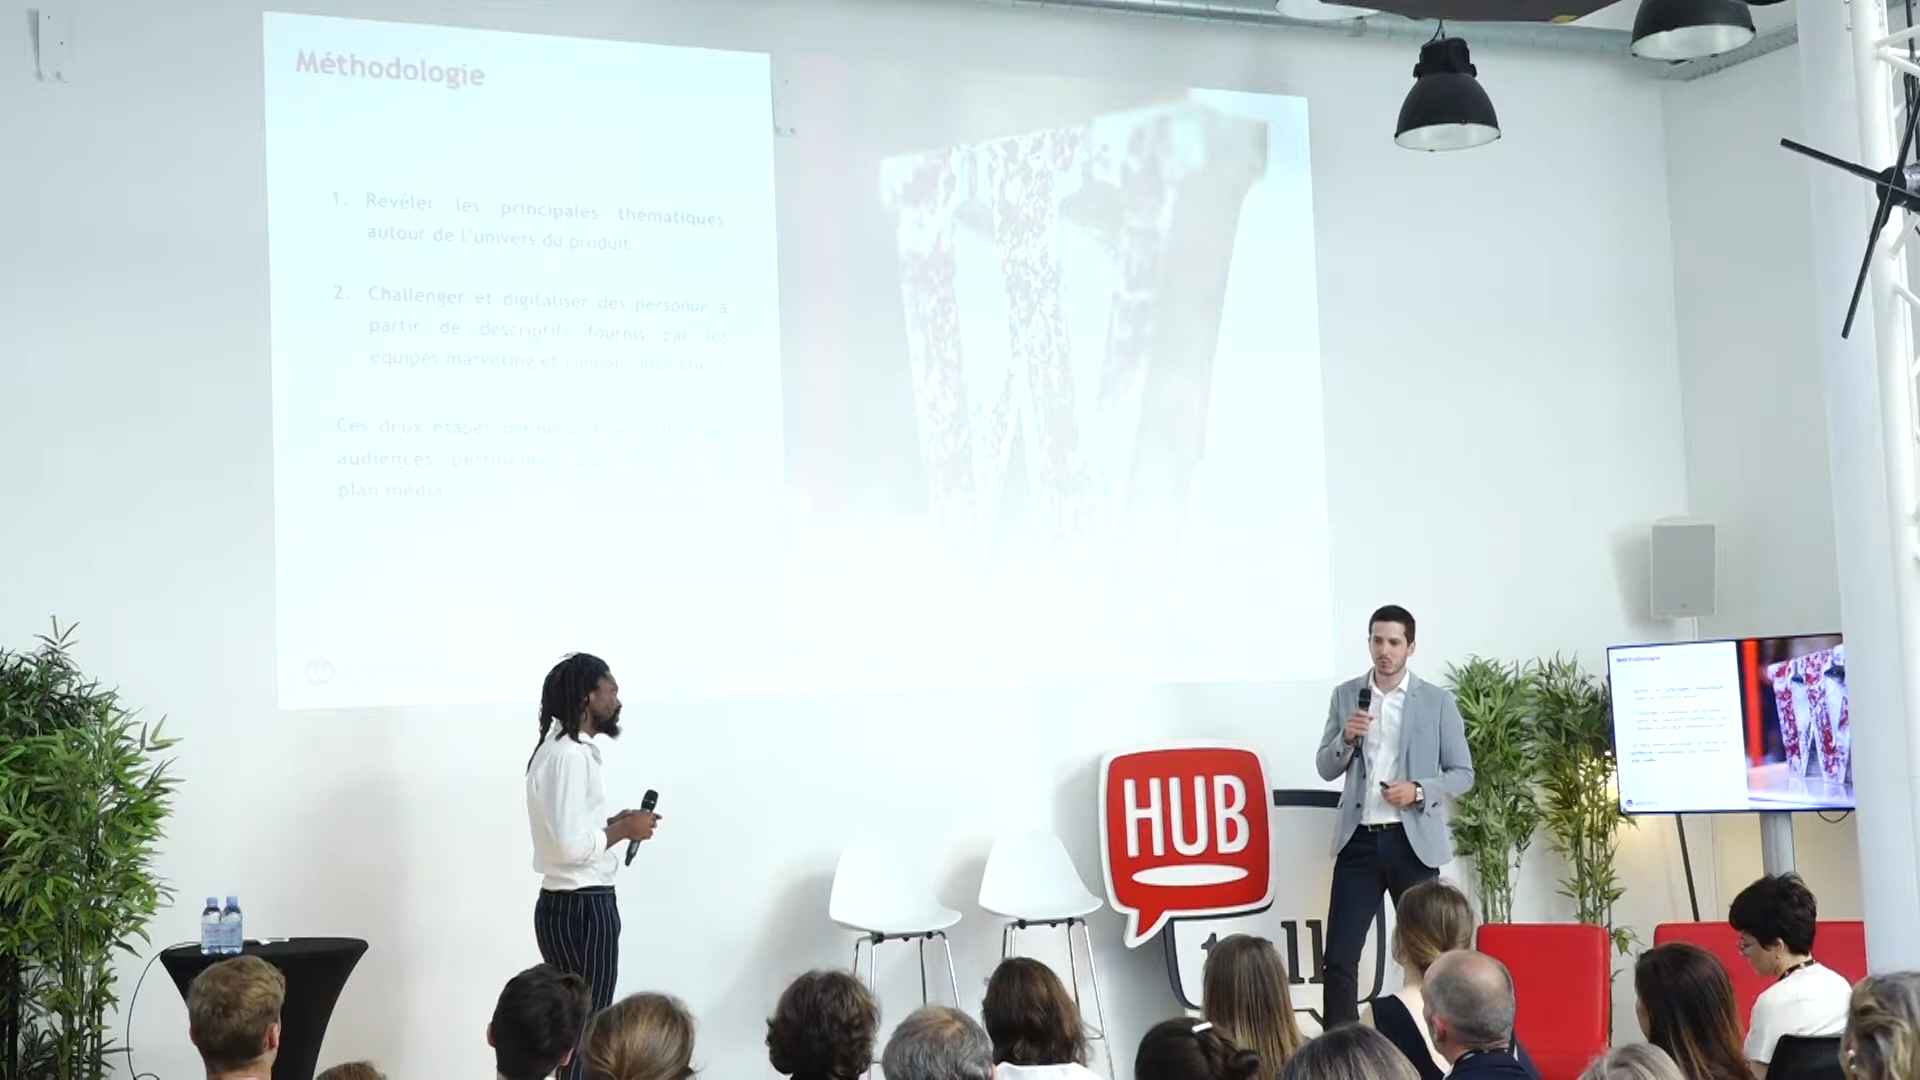 Méthodologie
1. Révéler les principales thématiques
autour de l'univers du produit
2. Challenger et digitaliser des personae à
partir de descriptifs fournis par les
équipes marketing et connaissance client
Ces deux étapes permettent de
audiences pertinentes
plan média
HUB
Méthodologie